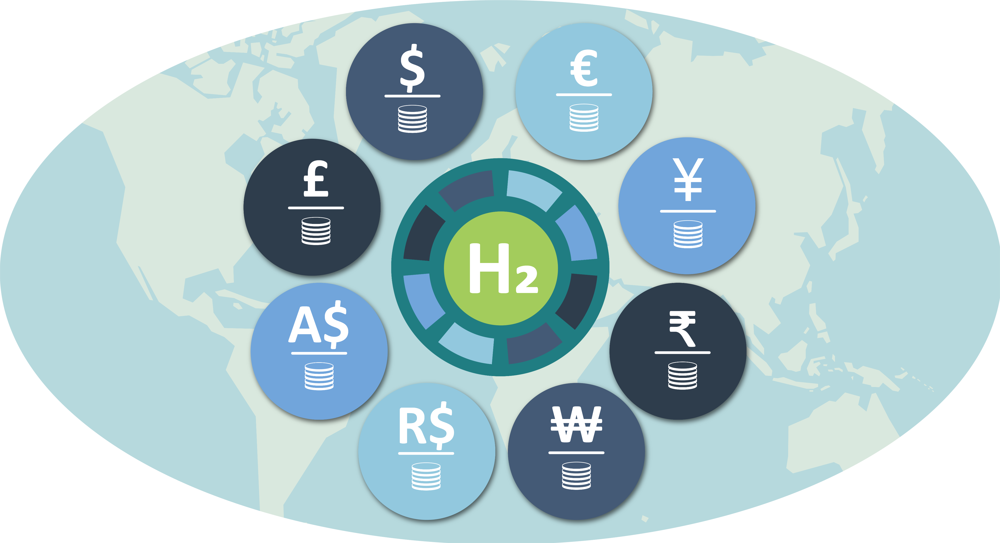 $
€
£
¥
H₂
A$
₹
R$
₩